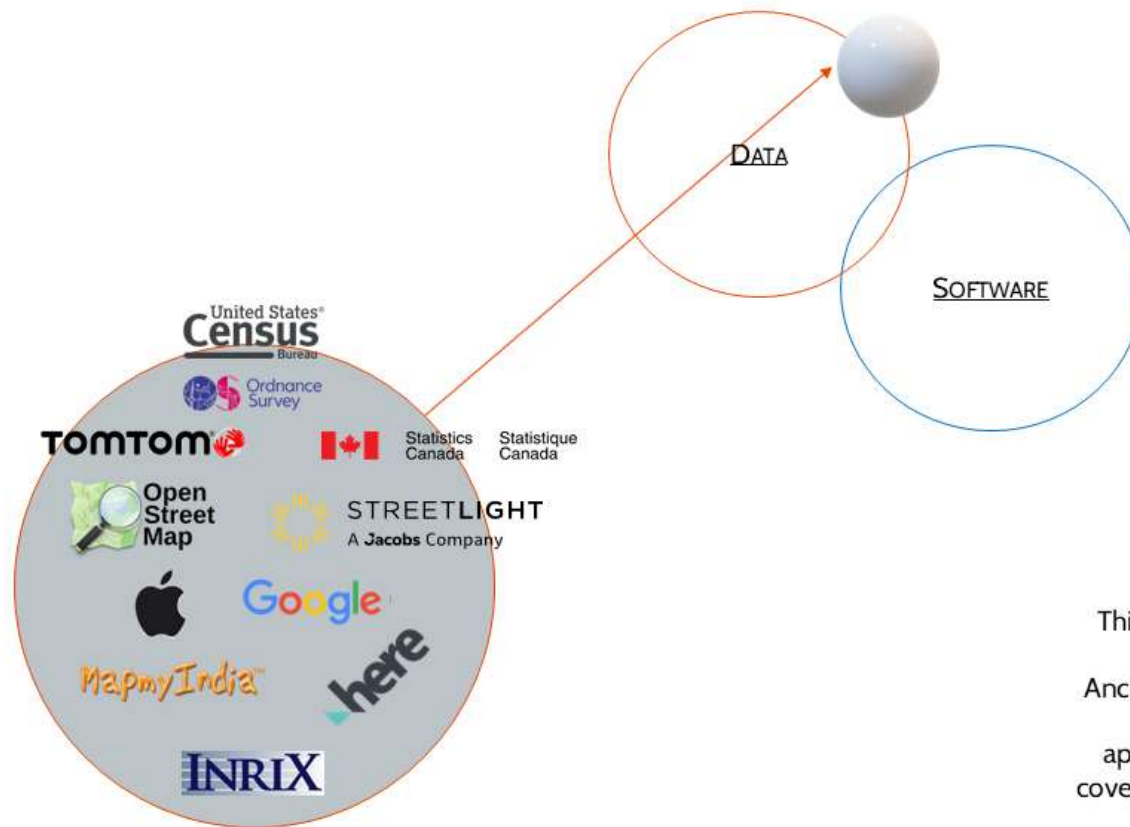 DATA
SOFTWARE
United States®
Census
Bureau
Ordnance
Survey
TOMTOM
Statistics Statistique
Canada Canada
Open
Street
Map
STREETLIGHT
A Jacobs Company
Google
MapmyIndia™
here
INRIX
Thi
Anc
ap
cove